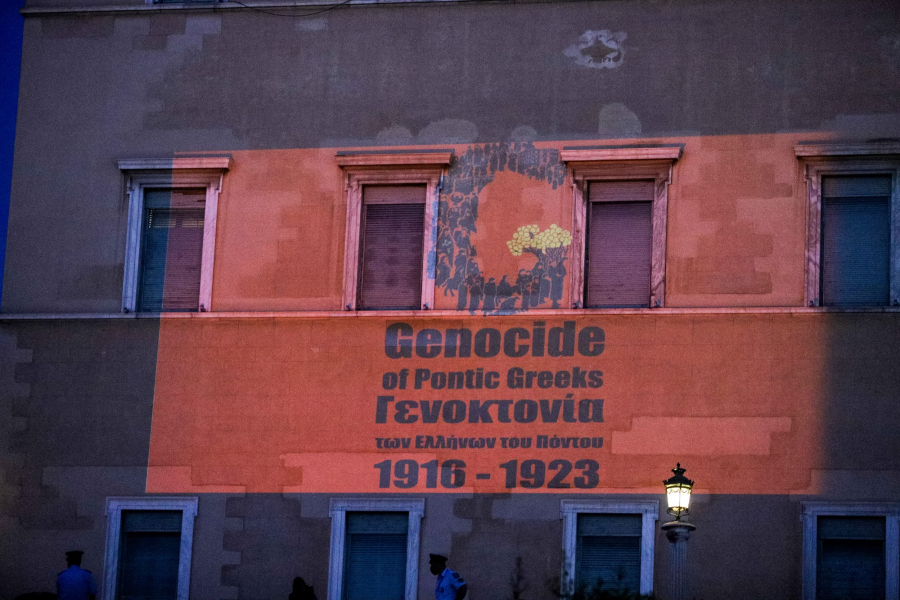 Genocide
of Pontic Greeks
Γενοκτονία
των Ελλήνων του Πόντου
1916 - 1923